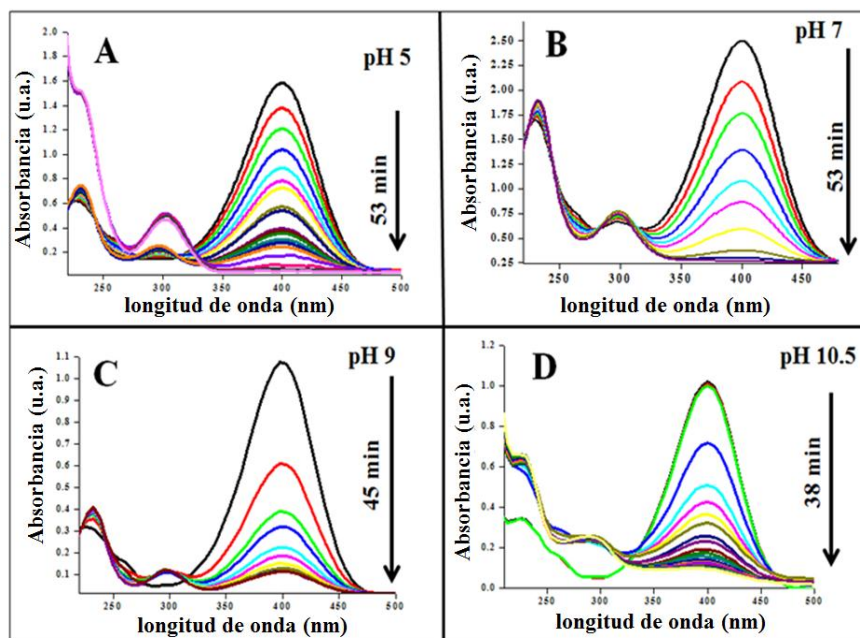 A
pH 5
Absorbancia (u.a.)
2.0
1.8
1.6
1.4
1.2
1.0
0.8
0.6
0.4
0.2
53 min
250 300 350 400 450 500
longitud de onda (nm)
B
pH 7
Absorbancia (u.a.)
2.50
2.25
2.00
1.75
1.50
1.25
1.00
0.75
0.50
0.25
53 min
250 300 350 400 450
longitud de onda (nm)
C
pH 9
Absorbancia (u.a.)
1.1
1.0
0.9
0.8
0.7
0.6
0.5
0.4
0.3
0.2
0.1
45 min
250 300 350 400 450 500
longitud de onda (nm)
D
pH 10.5
Absorbancia (u.a.)
1.2
1.0
0.8
0.6
0.4
0.2
0.0
38 min
250 300 350 400 450 500
longitud de onda (nm)